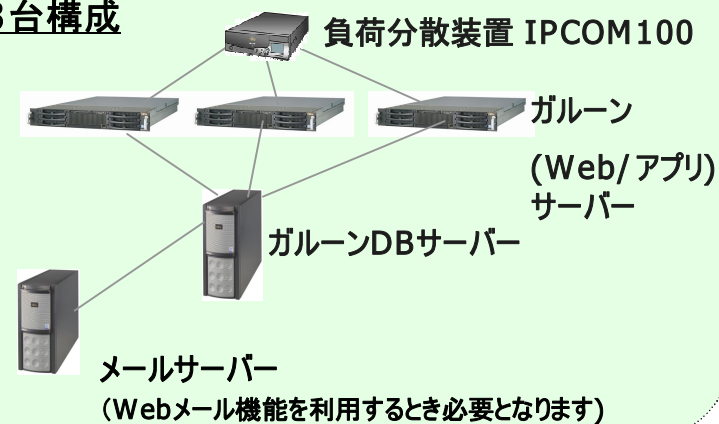 3台構成
負荷分散装置 IPCOM100
ガルーン
(Web/アプリ)
サーバー
ガルーンDBサーバー
メールサーバー
（Webメール機能を利用するとき必要となります)